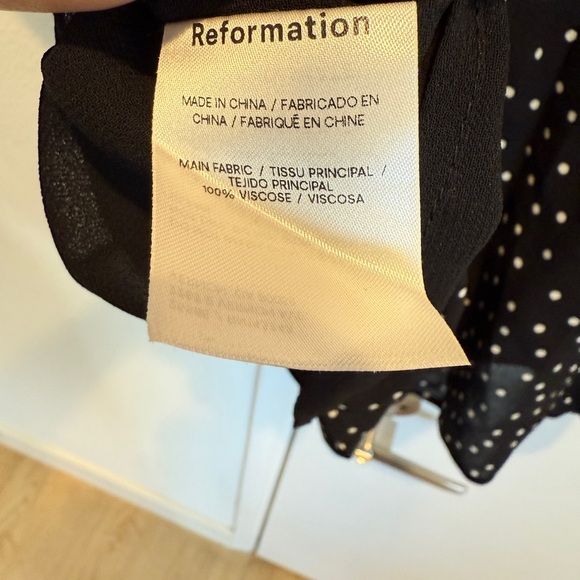 Reformation
MADE IN CHINA / FABRICADO EN
CHINA / FABRIQUÉ EN CHINE
MAIN FABRIC / TISSU PRINCIPAL /
TEJIDO PRINCIPAL
100% VISCOSE / VISCOSA